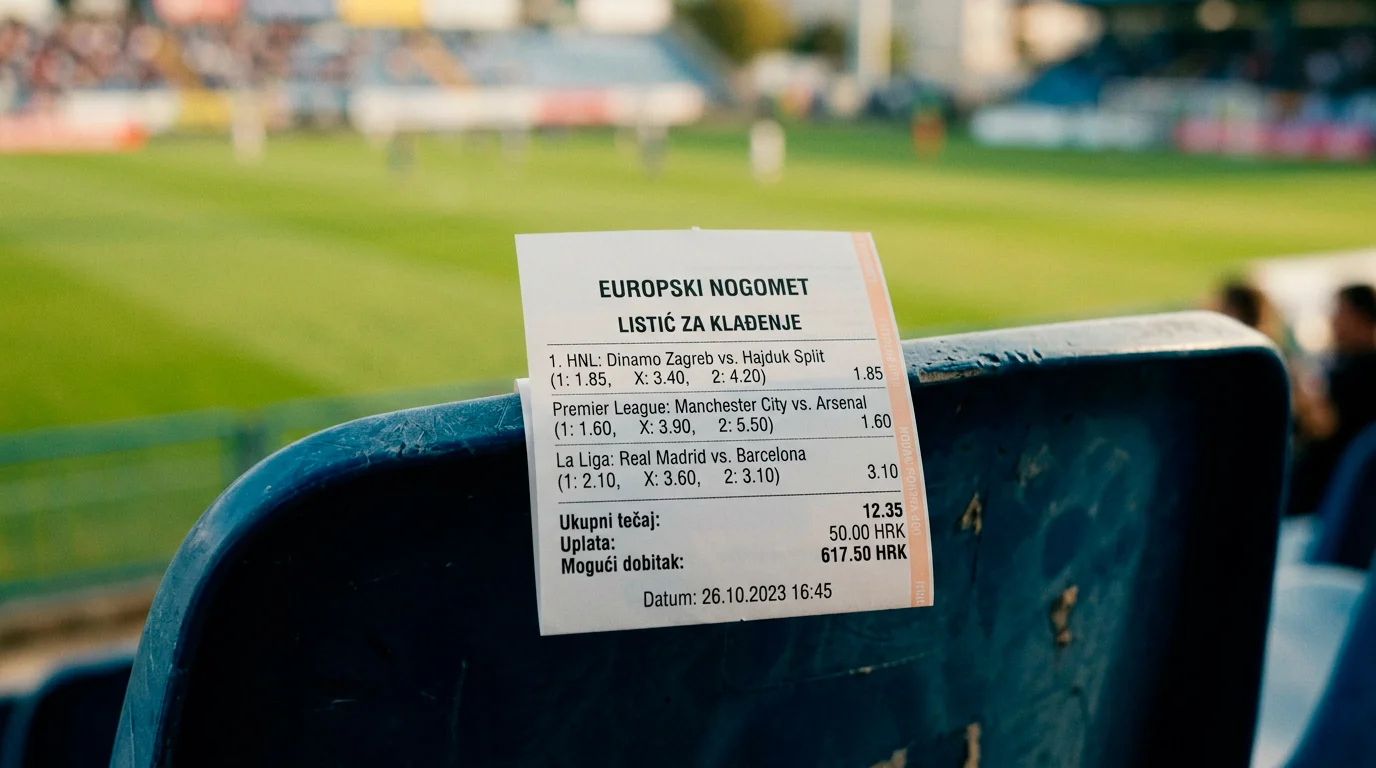 EUROPSKI NOGOMET
LISTIĆ ZA KLAĐENJE
1. HNL: Dinamo Zagreb vs. Hajduk Split
(1: 1.85, X: 3.40, 2: 4.20) 1.85
Premier League: Manchester City vs. Arsenal
(1: 1.60, X: 3.90, 2: 5.50) 1.60
La Liga: Real Madrid vs. Barcelona
(1: 2.10, X: 3.60, 2: 3.10) 3.10
Ukupni tečaj: 12.35
Uplata: 50.00 HRK
Mogući dobitak: 617.50 HRK
Datum: 26.10.2023 16:45